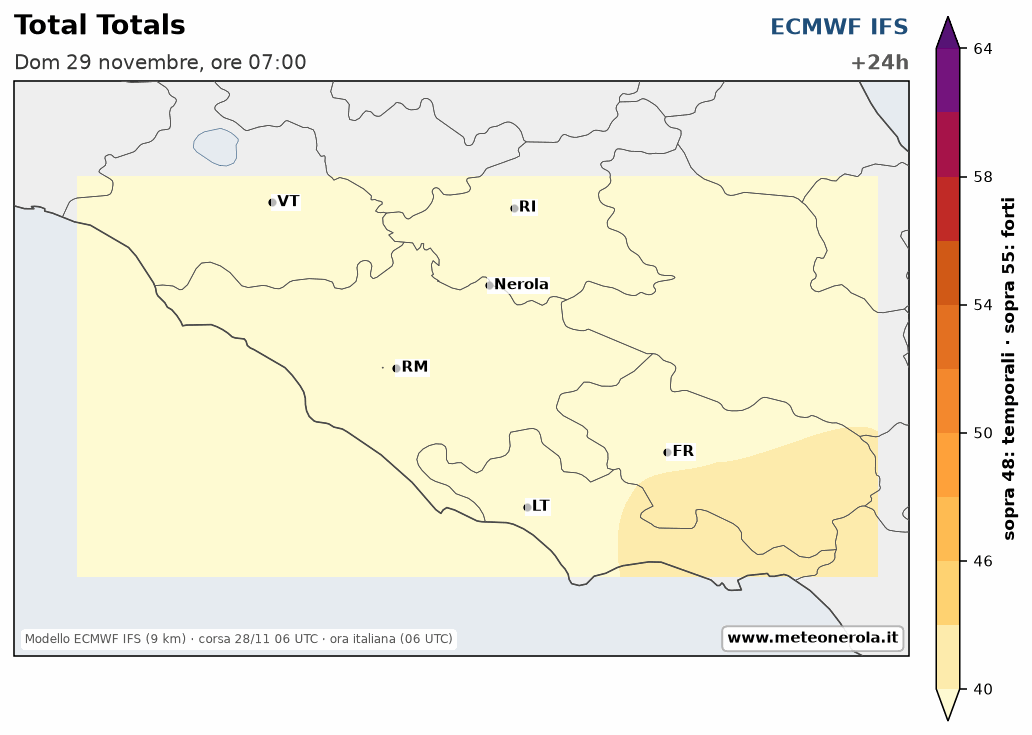 Total Totals
ECMWF IFS
Dom 29 novembre, ore 07:00
+24h
VT
RI
Nerola
RM
FR
LT
Modello ECMWF IFS (9 km) · corsa 28/11 06 UTC · ora italiana (06 UTC)
www.meteonerola.it
64
58
54
50
46
40
sopra 48: temporali · sopra 55: forti